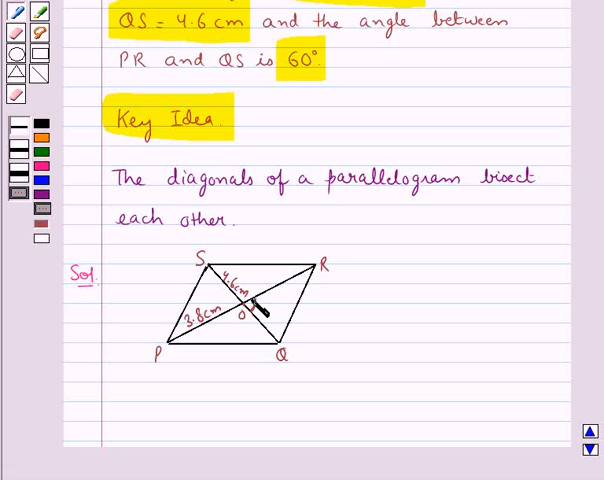 QS = 4.6 cm and the angle between
PR and QS is 60°.
Key Idea.
The diagonals of a parallelogram bisect
each other.
Sol.
S
R
4.6cm
3.8cm
O
P
Q